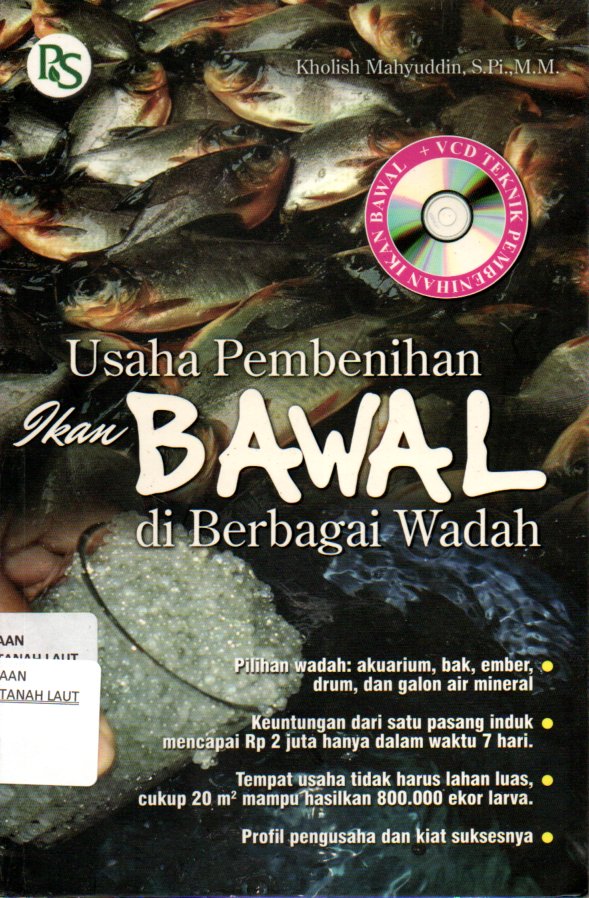 PS
Kholish Mahyuddin, S.Pi.,M.M.
+ VCD TEKNIK PEMBENIHAN IKAN BAWAL
Usaha Pembenihan
Ikan BAWAL
di Berbagai Wadah
AAN
TANAH LAUT
AAN
TANAH LAUT
Pilihan wadah: akuarium, bak, ember,
drum, dan galon air mineral
Keuntungan dari satu pasang induk
mencapai Rp 2 juta hanya dalam waktu 7 hari.
Tempat usaha tidak harus lahan luas,
cukup 20 m² mampu hasilkan 800.000 ekor larva.
Profil pengusaha dan kiat suksesnya